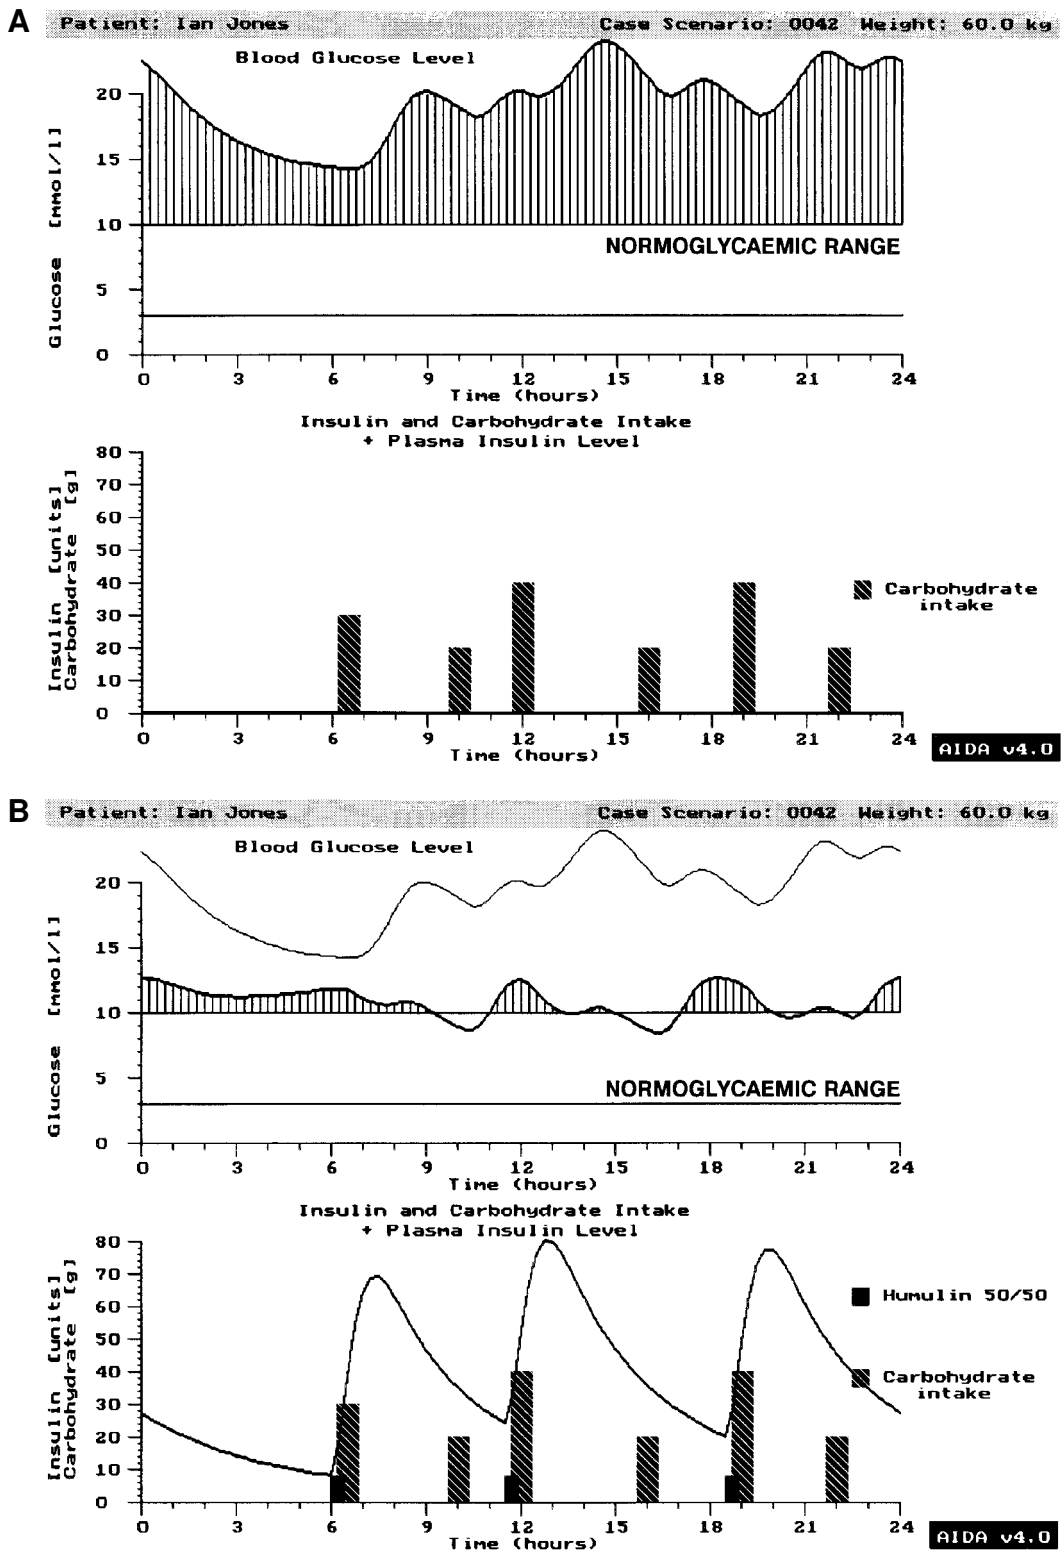 A
Patient: Ian Jones Case Scenario: 0042 Weight: 60.0 kg
Blood Glucose Level
Glucose [mmol/l]
20
15
10
NORMOGLYCAEMIC RANGE
5
0
0 3 6 9 12 15 18 21 24
Time (hours)
Insulin and Carbohydrate Intake
+ Plasma Insulin Level
Insulin [units]
Carbohydrate [g]
80
70
60
50
40
30
20
10
0
Carbohydrate
intake
0 3 6 9 12 15 18 21 24
Time (hours)
AIDA v4.0
B
Patient: Ian Jones Case Scenario: 0042 Weight: 60.0 kg
Blood Glucose Level
Glucose [mmol/l]
20
15
10
5
NORMOGLYCAEMIC RANGE
0
0 3 6 9 12 15 18 21 24
Time (hours)
Insulin and Carbohydrate Intake
+ Plasma Insulin Level
Insulin [units]
Carbohydrate [g]
80
70
60
50
40
30
20
10
0
Humulin 50/50
Carbohydrate
intake
0 3 6 9 12 15 18 21 24
Time (hours)
AIDA v4.0